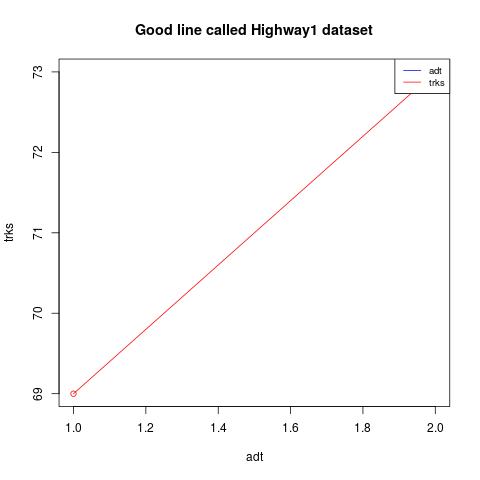 Good line called Highway1 dataset
adt
trks
73
72
71
70
69
trks
1.0 1.2 1.4 1.6 1.8 2.0
adt